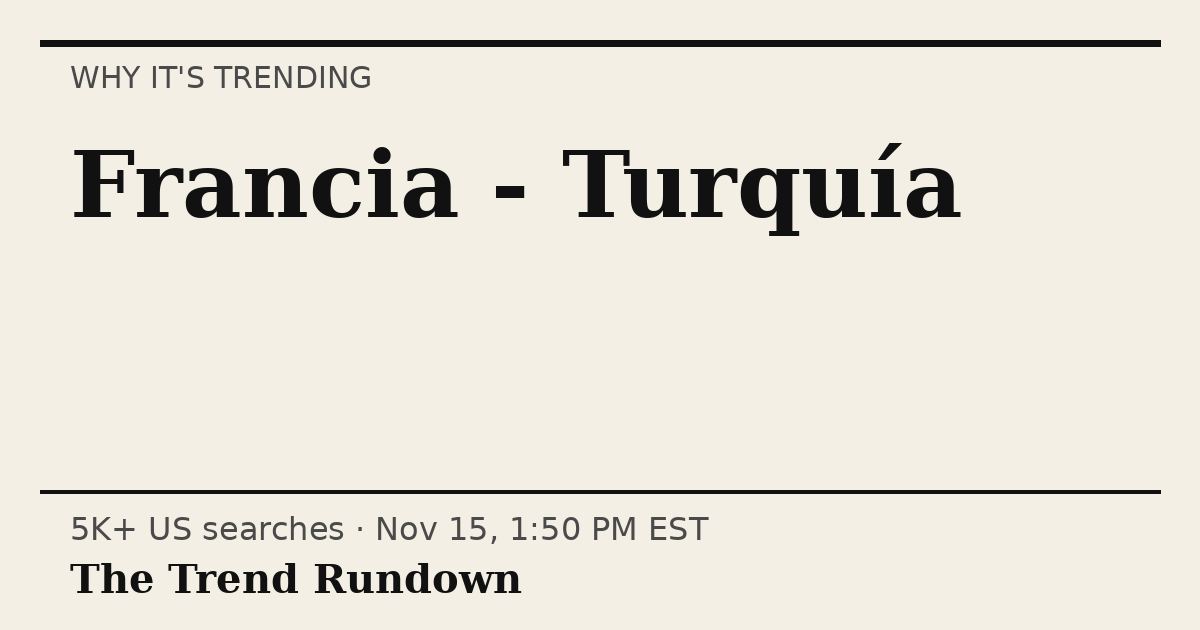 WHY IT'S TRENDING
Francia - Turquía
5K+ US searches · Nov 15, 1:50 PM EST
The Trend Rundown